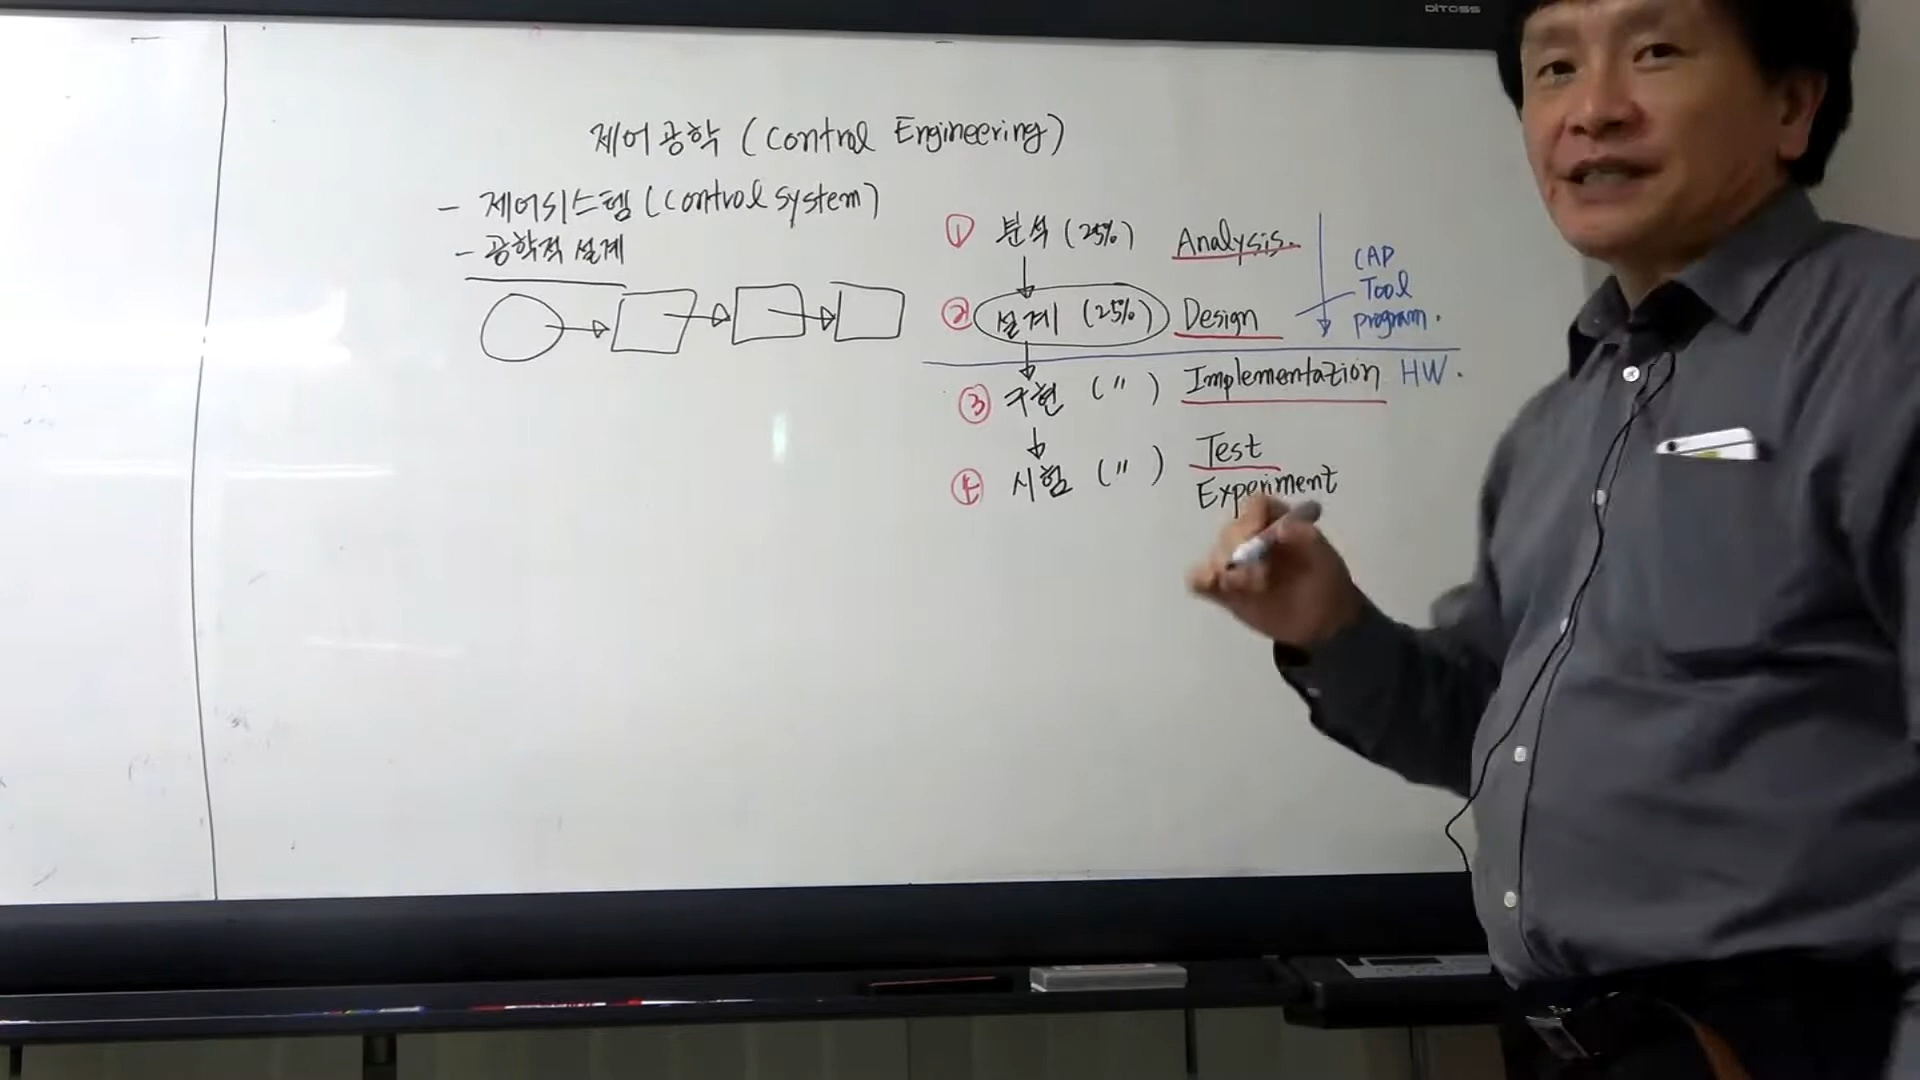 DITOSS
제어공학 (Control Engineering)
- 제어시스템 (Control system)
- 공학적 설계
① 분석 (25%) Analysis.
② 설계 (25%) Design
③ 구현 (〃) Implementation HW.
④ 시험 (〃) Test
Experiment
CAP
Tool
program.